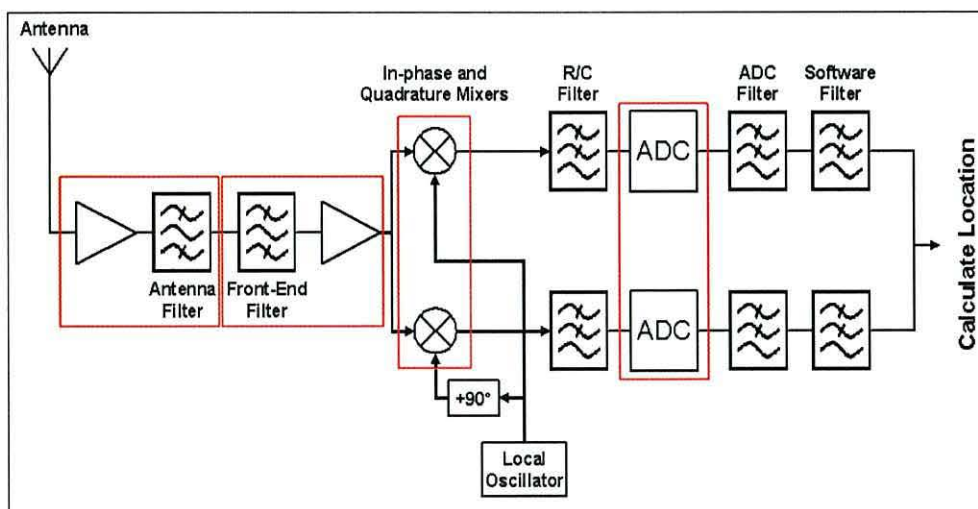 Antenna
In-phase and
Quadrature Mixers
R/C
Filter
ADC
Filter
Software
Filter
ADC
Antenna
Filter
Front-End
Filter
ADC
+90°
Local
Oscillator
Calculate Location